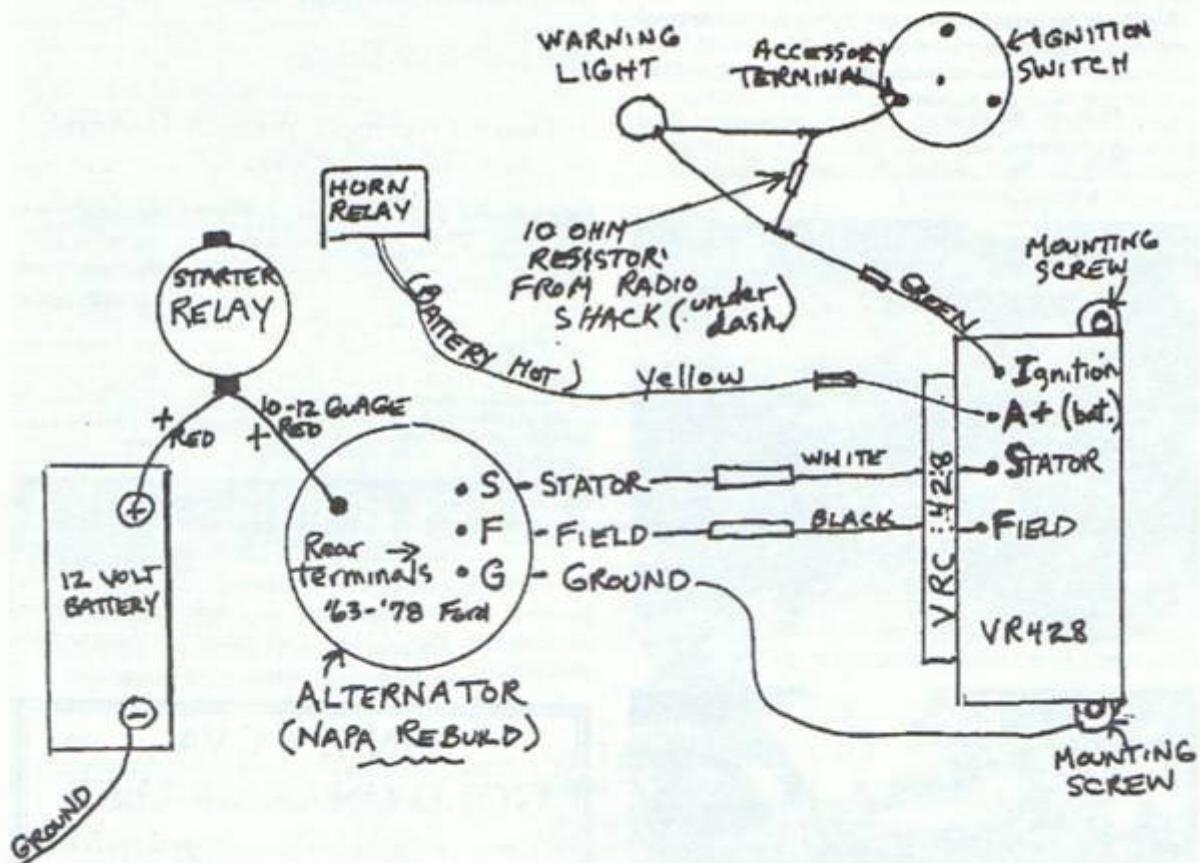 WARNING
LIGHT
ACCESSORY
TERMINAL
IGNITION
SWITCH
HORN
RELAY
10 OHM
RESISTOR
FROM RADIO
SHACK (under
dash)
MOUNTING
SCREW
STARTER
RELAY
(BATTERY HOT)
yellow
GREEN
Ignition
A+ (bat.)
+
RED
10-12 GUAGE
RED
+
S - STATOR
WHITE
STATOR
F - FIELD
BLACK
FIELD
G - GROUND
Rear
terminals
'63-'78 Ford
VRC 428
VR428
+
12 VOLT
BATTERY
-
ALTERNATOR
(NAPA REBUILD)
MOUNTING
SCREW
GROUND